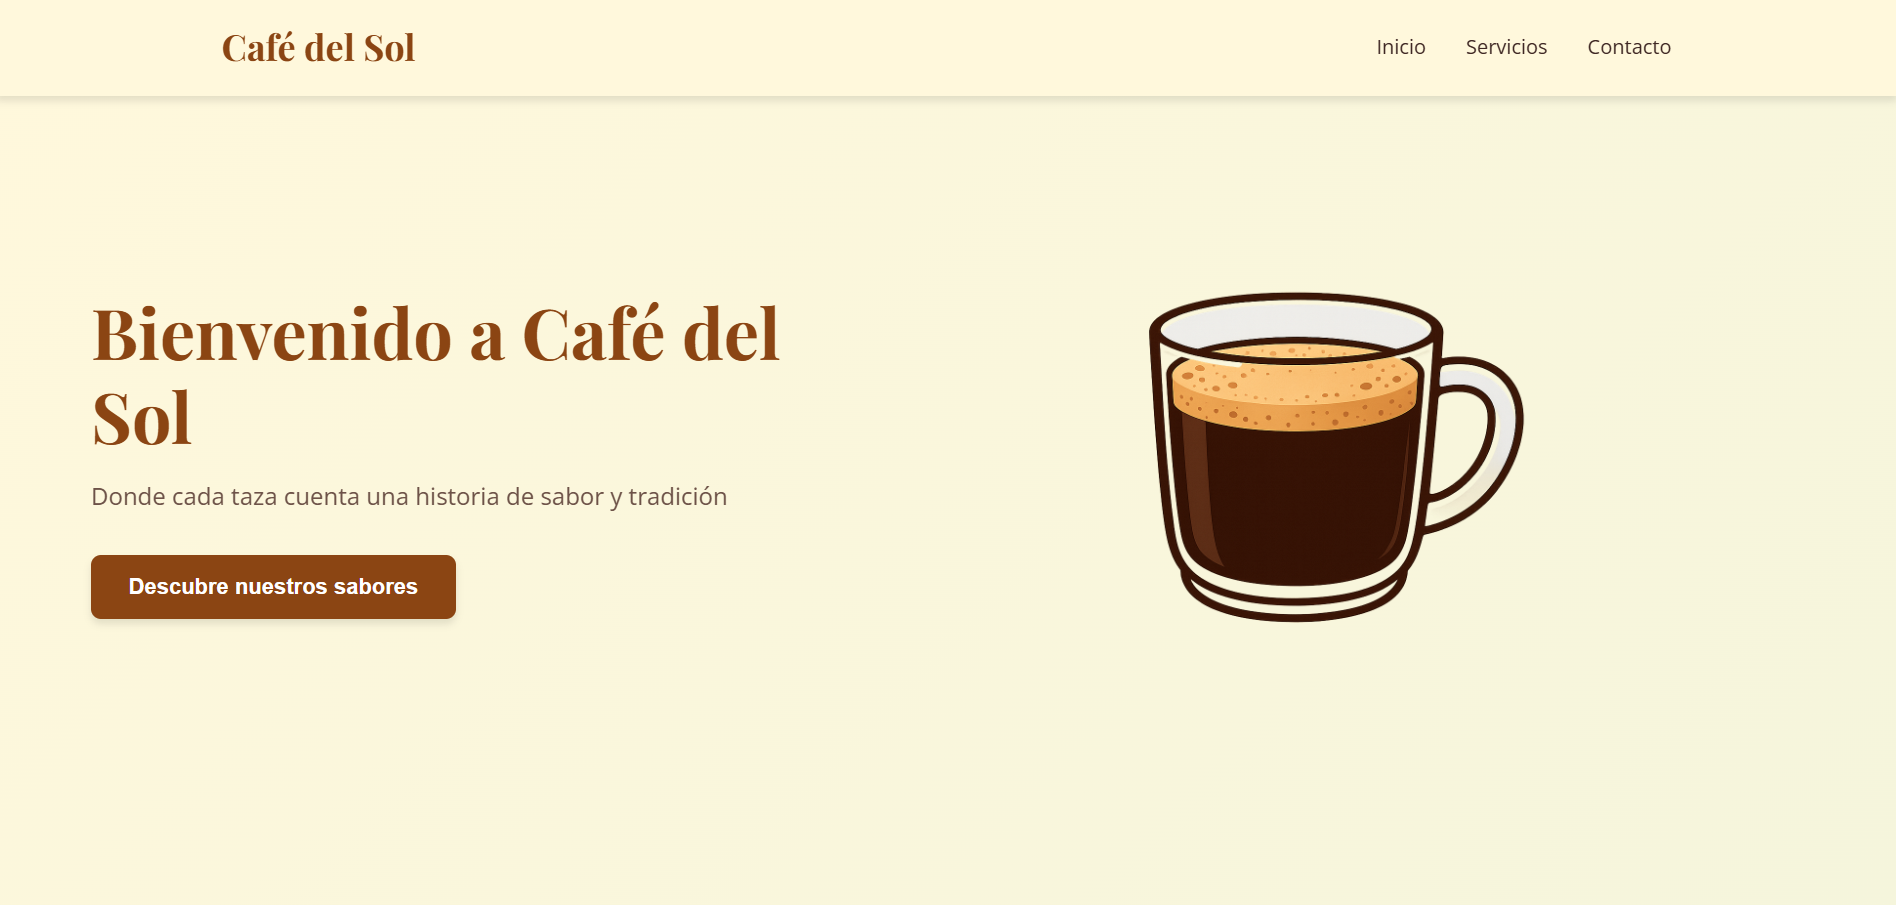 Café del Sol
Inicio Servicios Contacto
Bienvenido a Café del
Sol
Donde cada taza cuenta una historia de sabor y tradición
Descubre nuestros sabores